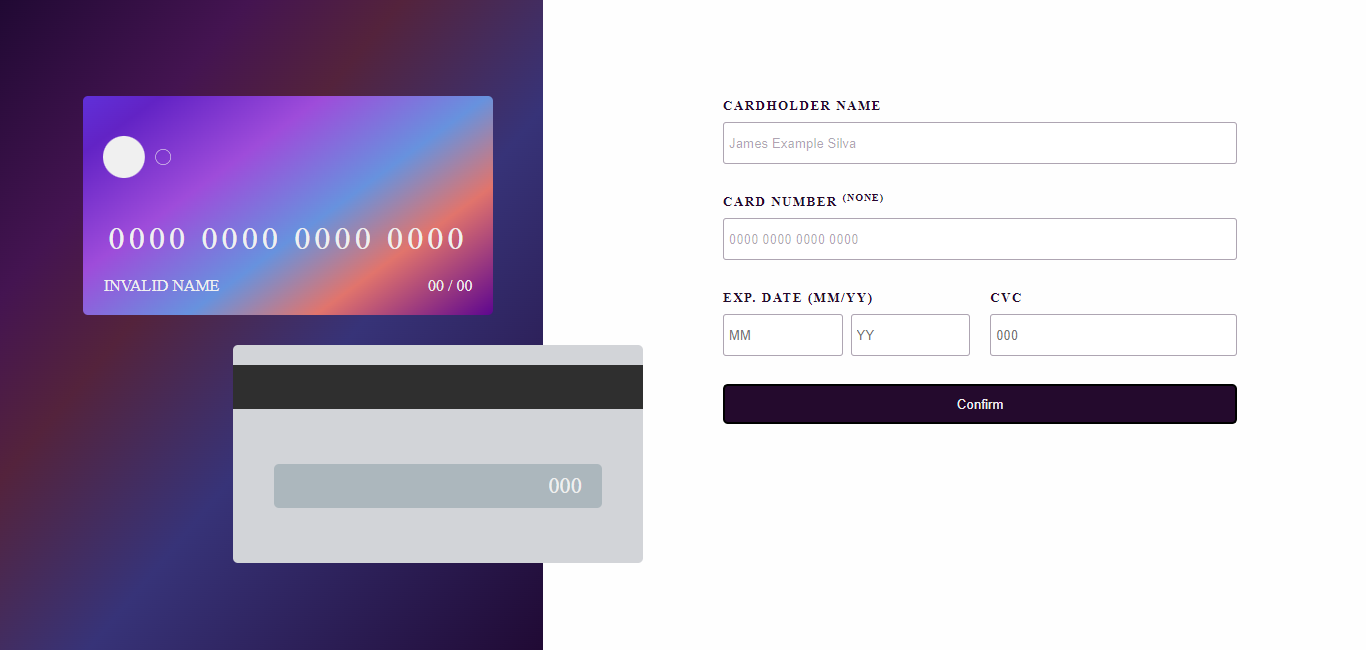 0000 0000 0000 0000
INVALID NAME 00 / 00
000
CARDHOLDER NAME
James Example Silva
CARD NUMBER (NONE)
0000 0000 0000 0000
EXP. DATE (MM/YY) CVC
MM YY 000
Confirm